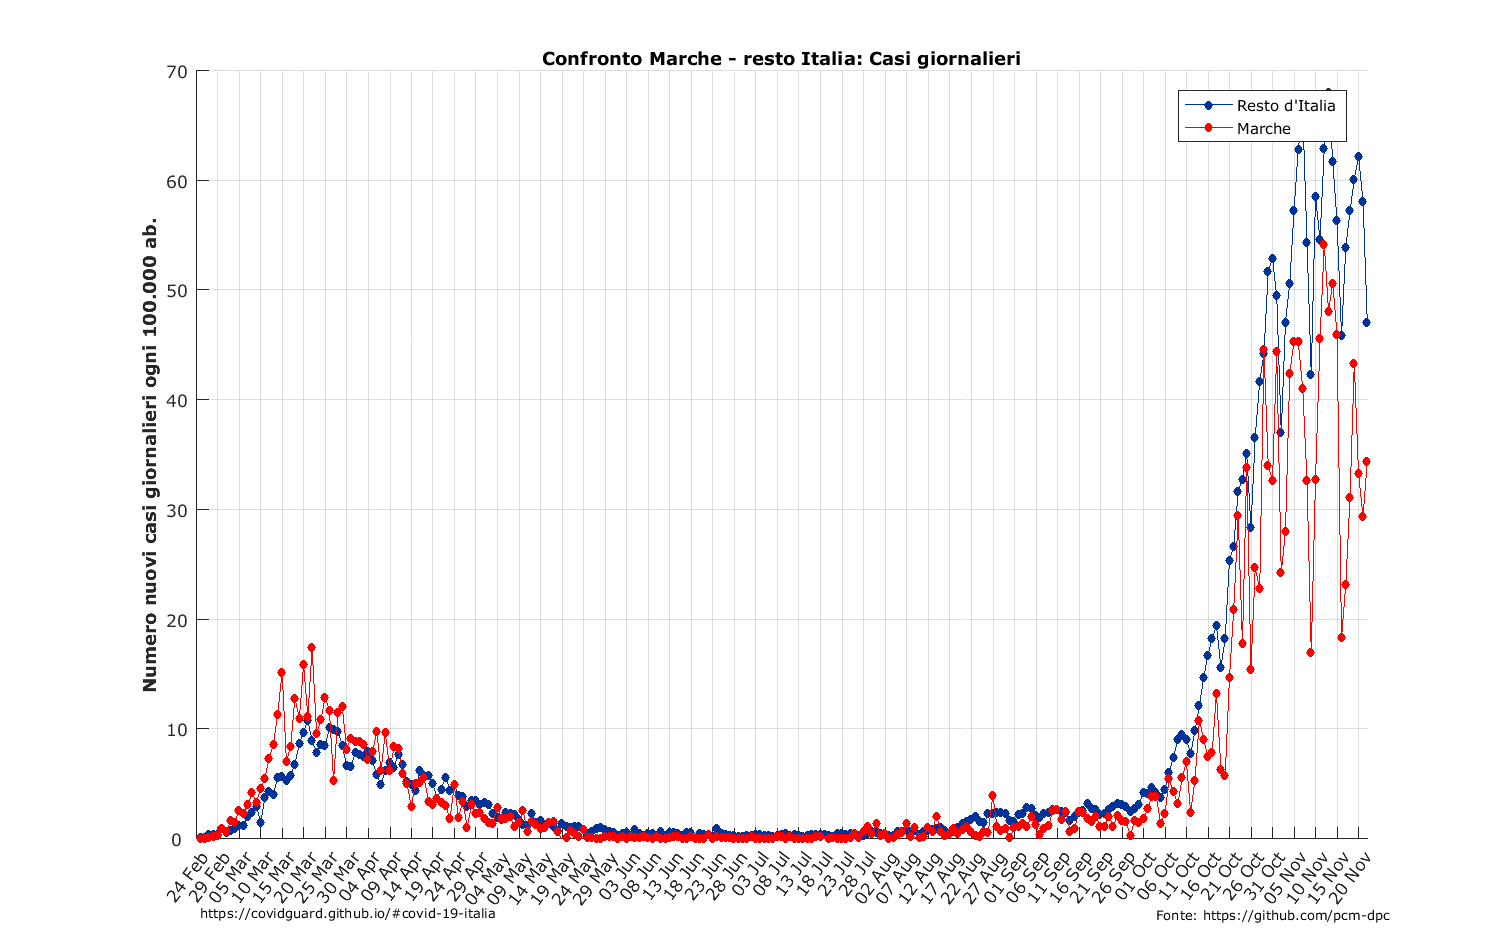 Confronto Marche - resto Italia: Casi giornalieri
Numero nuovi casi giornalieri ogni 100.000 ab.
70
60
50
40
30
20
10
0
Resto d'Italia
Marche
24 Feb
29 Feb
05 Mar
10 Mar
15 Mar
20 Mar
25 Mar
30 Mar
04 Apr
09 Apr
14 Apr
19 Apr
24 Apr
29 Apr
04 May
09 May
14 May
19 May
24 May
29 May
03 Jun
08 Jun
13 Jun
18 Jun
23 Jun
28 Jun
03 Jul
08 Jul
13 Jul
18 Jul
23 Jul
28 Jul
02 Aug
07 Aug
12 Aug
17 Aug
22 Aug
27 Aug
01 Sep
06 Sep
11 Sep
16 Sep
21 Sep
26 Sep
01 Oct
06 Oct
11 Oct
16 Oct
21 Oct
26 Oct
31 Oct
05 Nov
10 Nov
15 Nov
20 Nov
https://covidguard.github.io/#covid-19-italia
Fonte: https://github.com/pcm-dpc